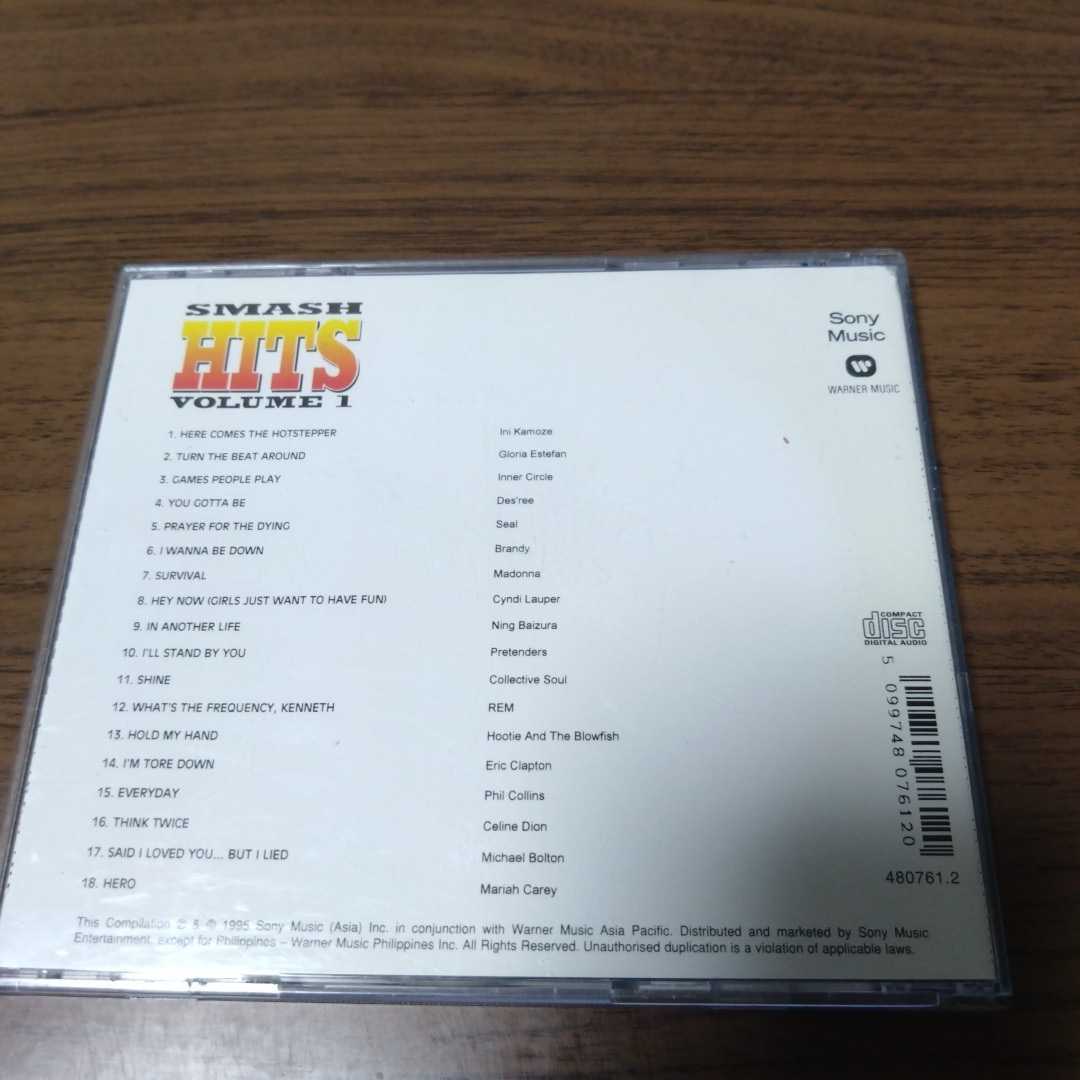 SMASH
HITS
VOLUME 1
Sony
Music
WARNER MUSIC
1. HERE COMES THE HOTSTEPPER Ini Kamoze
2. TURN THE BEAT AROUND Gloria Estefan
3. GAMES PEOPLE PLAY Inner Circle
4. YOU GOTTA BE Des'ree
5. PRAYER FOR THE DYING Seal
6. I WANNA BE DOWN Brandy
7. SURVIVAL Madonna
8. HEY NOW (GIRLS JUST WANT TO HAVE FUN) Cyndi Lauper
9. IN ANOTHER LIFE Ning Baizura
10. I'LL STAND BY YOU Pretenders
11. SHINE Collective Soul
12. WHAT'S THE FREQUENCY, KENNETH REM
13. HOLD MY HAND Hootie And The Blowfish
14. I'M TORE DOWN Eric Clapton
15. EVERYDAY Phil Collins
16. THINK TWICE Celine Dion
17. SAID I LOVED YOU... BUT I LIED Michael Bolton
18. HERO Mariah Carey
COMPACT
disc
DIGITAL AUDIO
5 099748 076120
480761.2
This Compilation © & ℗ 1995 Sony Music (Asia) Inc. in conjunction with Warner Music Asia Pacific. Distributed and marketed by Sony Music
Entertainment, except for Philippines – Warner Music Philippines Inc. All Rights Reserved. Unauthorised duplication is a violation of applicable laws.